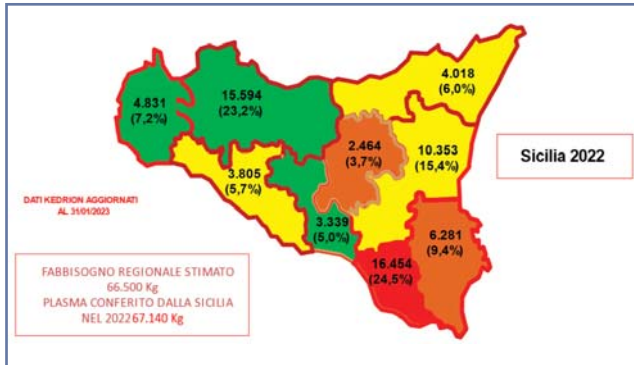 4.018
(6,0%)
15.594
(23,2%)
4.831
(7,2%)
2.464
(3,7%)
10.353
(15,4%)
Sicilia 2022
3.805
(5,7%)
DATI KEDRION AGGIORNATI
AL 31/01/2023
3.339
(5,0%)
6.281
(9,4%)
16.454
(24,5%)
FABBISOGNO REGIONALE STIMATO
66.500 Kg
PLASMA CONFERITO DALLA SICILIA
NEL 2022 67.140 Kg